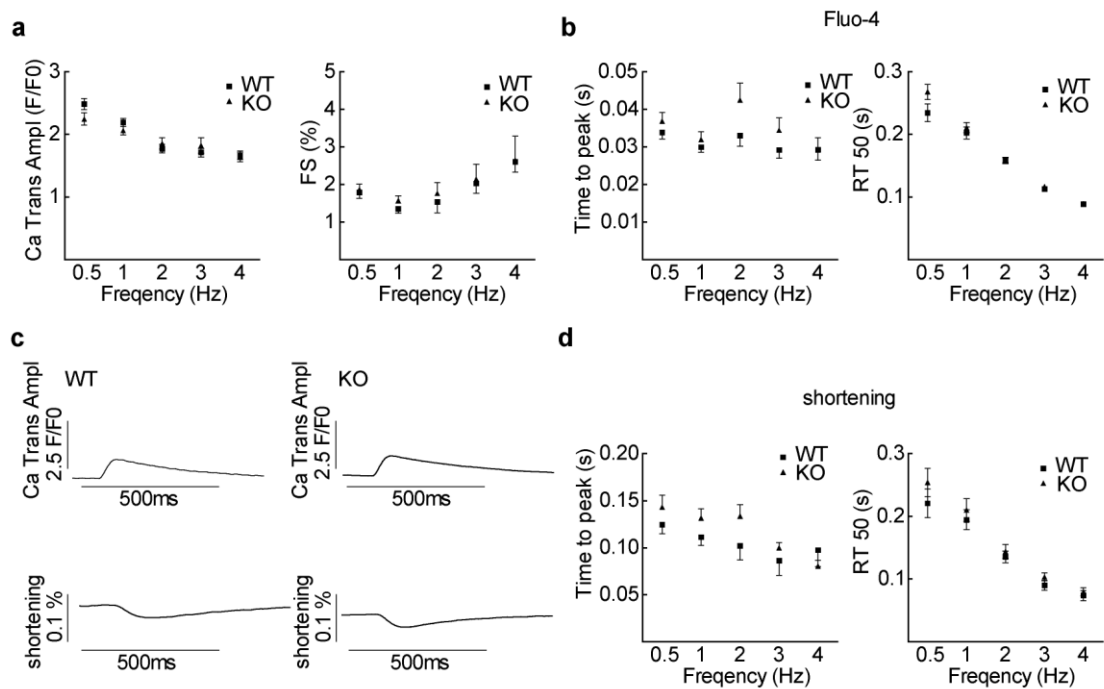 a
Ca Trans Ampl (F/F0)
3
2
1
WT
KO
0.5 1 2 3 4
Freqency (Hz)
FS (%)
5
4
3
2
1
WT
KO
0.5 1 2 3 4
Freqency (Hz)
b
Fluo-4
Time to peak (s)
0.05
0.04
0.03
0.02
0.01
WT
KO
0.5 1 2 3 4
Freqency (Hz)
RT 50 (s)
0.3
0.2
0.1
WT
KO
0.5 1 2 3 4
Freqency (Hz)
c
WT
Ca Trans Ampl
2.5 F/F0
500ms
KO
Ca Trans Ampl
2.5 F/F0
500ms
shortening
0.1 %
500ms
shortening
0.1 %
500ms
d
shortening
Time to peak (s)
0.20
0.15
0.10
0.05
WT
KO
0.5 1 2 3 4
Freqency (Hz)
RT 50 (s)
0.3
0.2
0.1
WT
KO
0.5 1 2 3 4
Freqency (Hz)